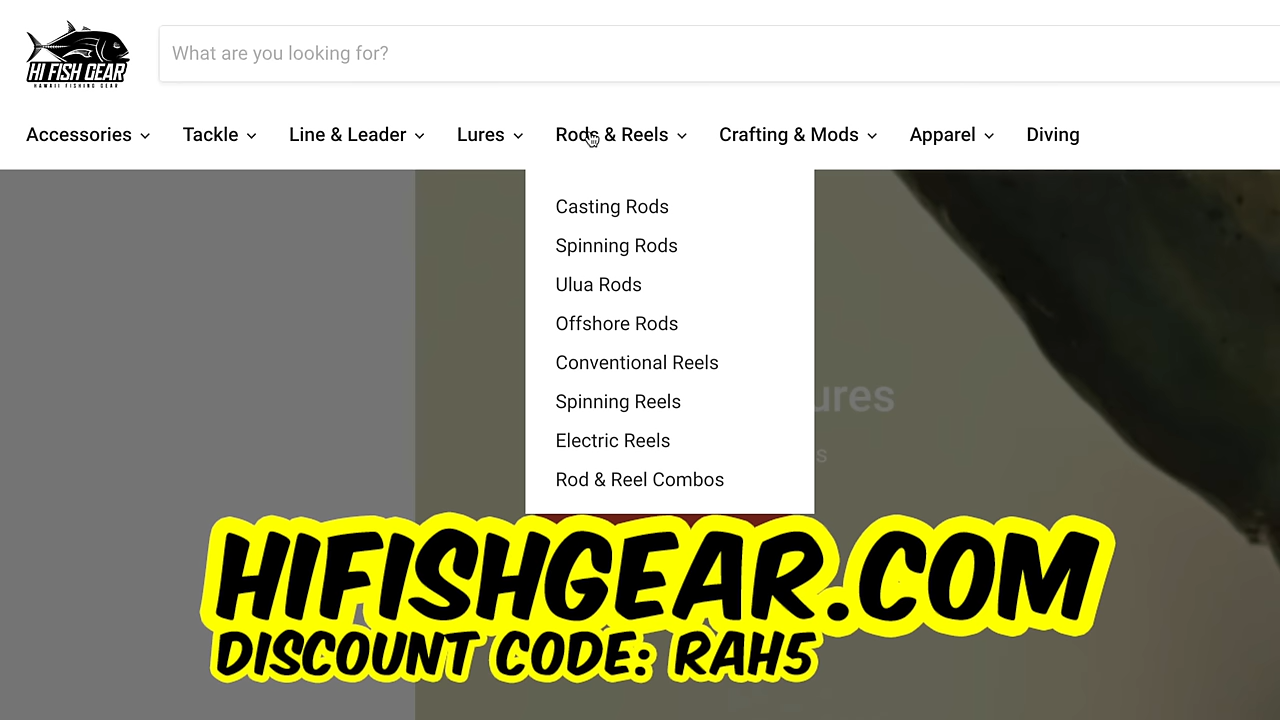 HI FISH GEAR
HAWAII FISHING GEAR
What are you looking for?
Accessories Tackle Line & Leader Lures Rods & Reels Crafting & Mods Apparel Diving
Casting Rods
Spinning Rods
Ulua Rods
Offshore Rods
Conventional Reels
Spinning Reels
Electric Reels
Rod & Reel Combos
HIFISHGEAR.COM
DISCOUNT CODE: RAH5